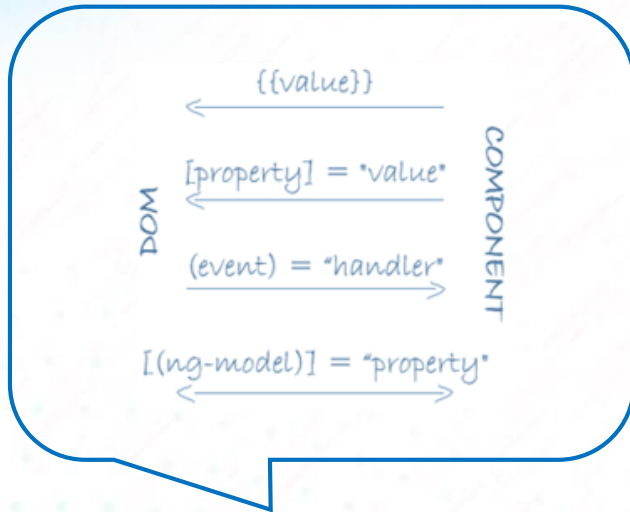 {{value}}
[property] = "value"
DOM
COMPONENT
(event) = "handler"
[(ng-model)] = "property"